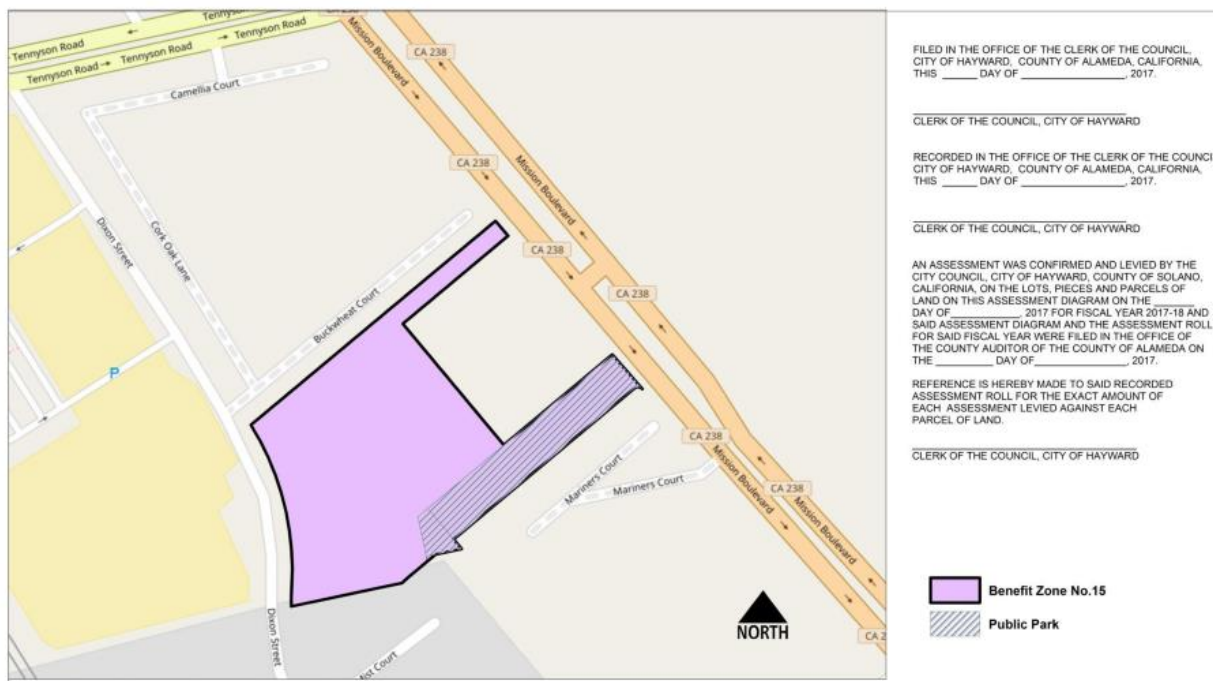 CA 238
Tennyson Road
Tennyson Road
Tennyson Road
Tennyson Road
Tennyson Road
Mission Boulevard
CA 238
Camellia Court
CA 238
Mission Boulevard
Dixon Street
Cork Oak Lane
CA 238
Buckwheat Court
CA 238
P
CA 238
Mission Boulevard
Mariners Court
Mariners Court
CA 238
Mission Boulevard
Dixon Street
Court
NORTH
CA 2
FILED IN THE OFFICE OF THE CLERK OF THE COUNCIL,
CITY OF HAYWARD, COUNTY OF ALAMEDA, CALIFORNIA,
THIS ______ DAY OF ________________, 2017.
CLERK OF THE COUNCIL, CITY OF HAYWARD
RECORDED IN THE OFFICE OF THE CLERK OF THE COUNCI
CITY OF HAYWARD, COUNTY OF ALAMEDA, CALIFORNIA,
THIS ______ DAY OF ________________, 2017.
CLERK OF THE COUNCIL, CITY OF HAYWARD
AN ASSESSMENT WAS CONFIRMED AND LEVIED BY THE
CITY COUNCIL, CITY OF HAYWARD, COUNTY OF SOLANO,
CALIFORNIA, ON THE LOTS, PIECES AND PARCELS OF
LAND ON THIS ASSESSMENT DIAGRAM ON THE ______
DAY OF___________, 2017 FOR FISCAL YEAR 2017-18 AND
SAID ASSESSMENT DIAGRAM AND THE ASSESSMENT ROLL
FOR SAID FISCAL YEAR WERE FILED IN THE OFFICE OF
THE COUNTY AUDITOR OF THE COUNTY OF ALAMEDA ON
THE _________ DAY OF______________, 2017.
REFERENCE IS HEREBY MADE TO SAID RECORDED
ASSESSMENT ROLL FOR THE EXACT AMOUNT OF
EACH ASSESSMENT LEVIED AGAINST EACH
PARCEL OF LAND.
CLERK OF THE COUNCIL, CITY OF HAYWARD
Benefit Zone No.15
Public Park